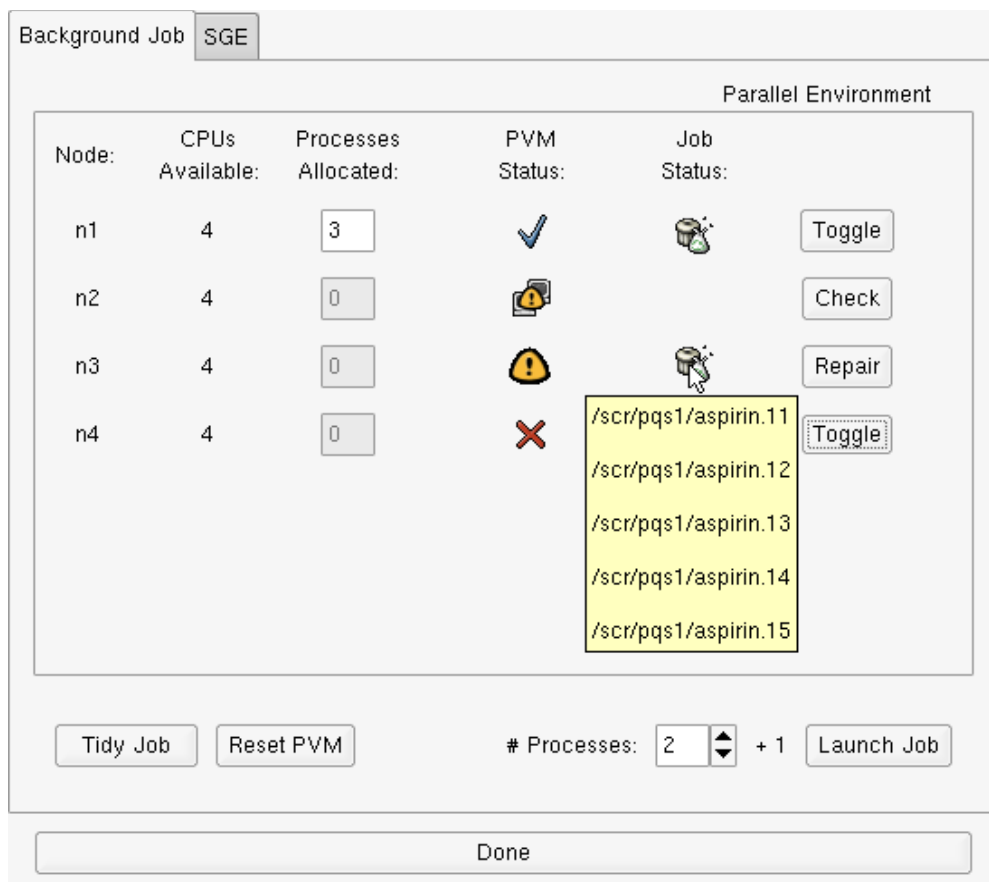 Background Job SGE
Parallel Environment
Node: CPUs Available: Processes Allocated: PVM Status: Job Status:
n1 4 3 Toggle
n2 4 0 Check
n3 4 0 Repair
n4 4 0 Toggle
/scr/pqs1/aspirin.11
/scr/pqs1/aspirin.12
/scr/pqs1/aspirin.13
/scr/pqs1/aspirin.14
/scr/pqs1/aspirin.15
Tidy Job Reset PVM # Processes: 2 + 1 Launch Job
Done